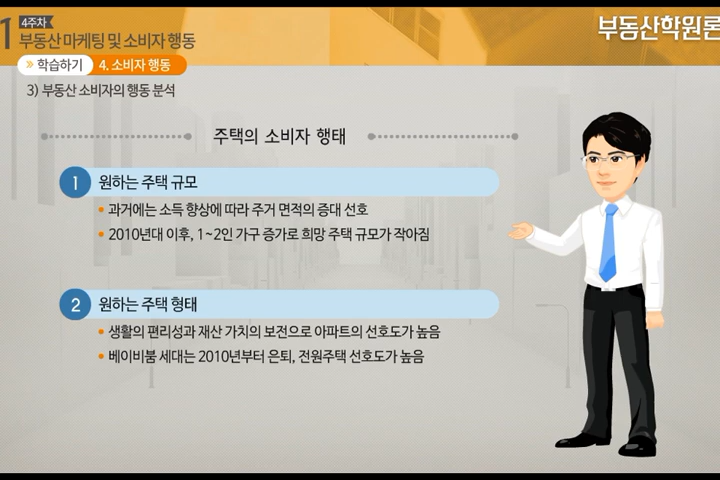 1
4주차
부동산 마케팅 및 소비자 행동
부동산학원론
» 학습하기
4. 소비자 행동
3) 부동산 소비자의 행동 분석
주택의 소비자 행태
1 원하는 주택 규모
• 과거에는 소득 향상에 따라 주거 면적의 증대 선호
• 2010년대 이후, 1~2인 가구 증가로 희망 주택 규모가 작아짐
2 원하는 주택 형태
• 생활의 편리성과 재산 가치의 보전으로 아파트의 선호도가 높음
• 베이비붐 세대는 2010년부터 은퇴, 전원주택 선호도가 높음